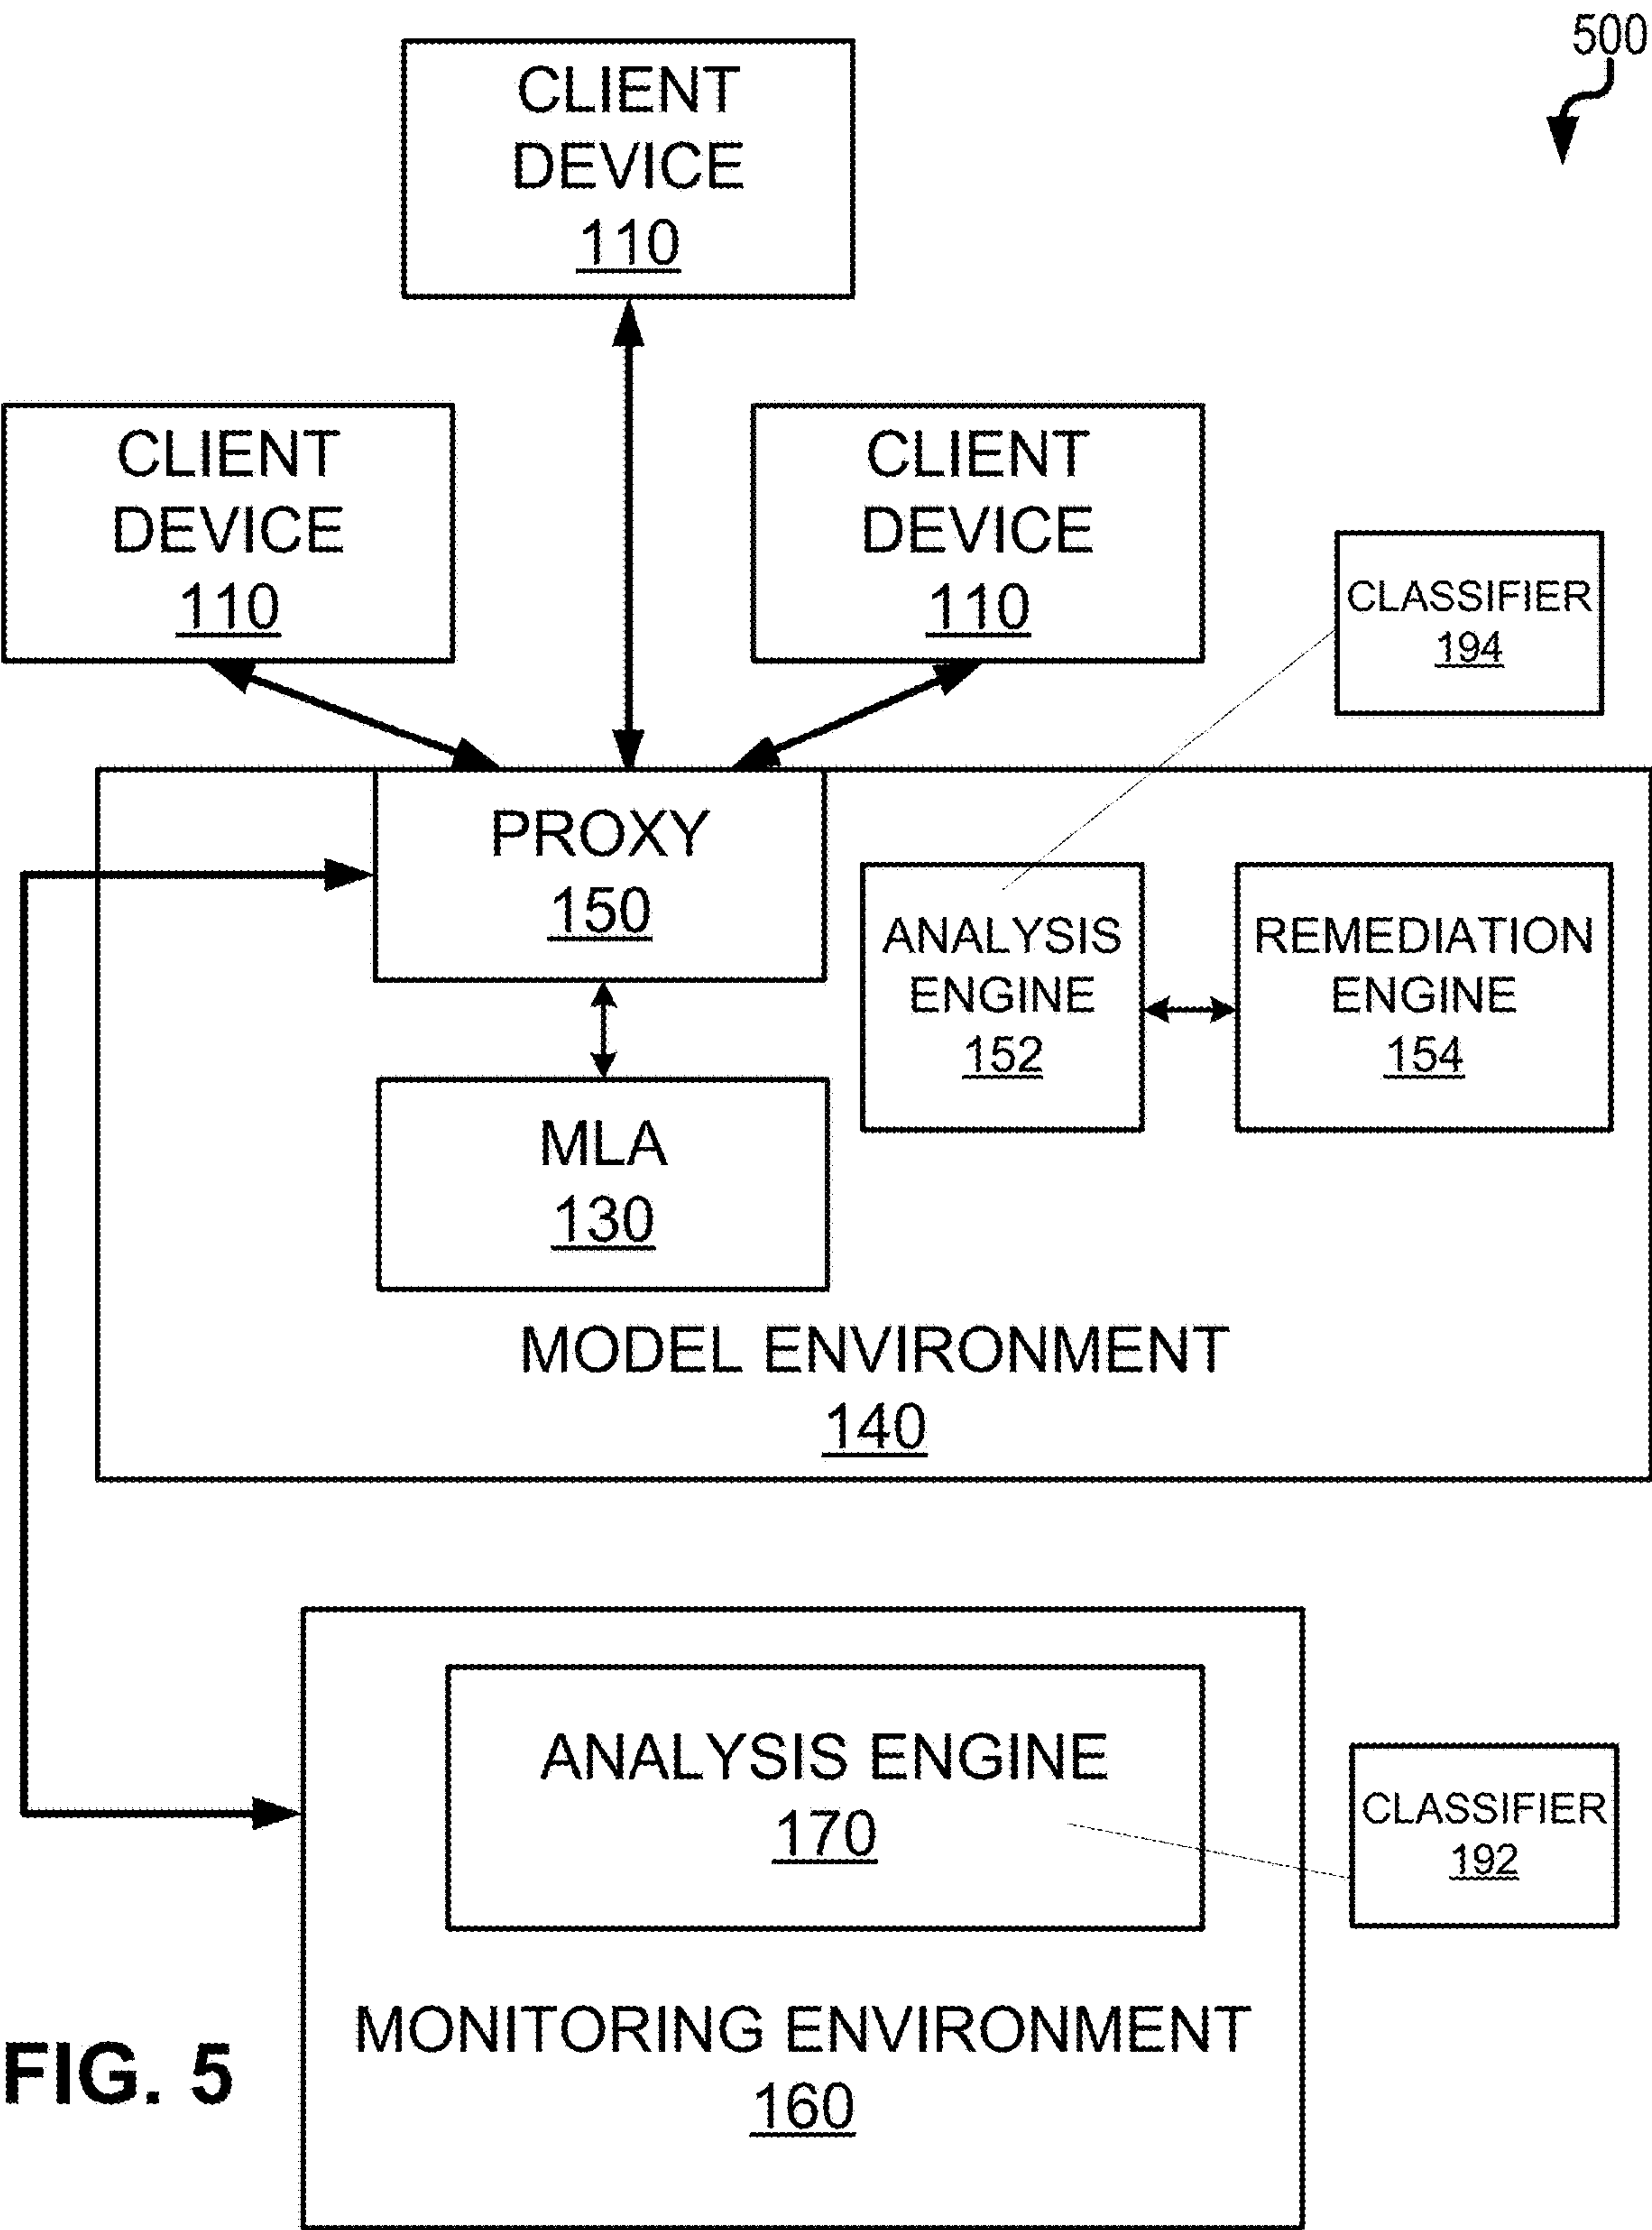 500
CLIENT
DEVICE
110
CLIENT
DEVICE
110
CLIENT
DEVICE
110
CLASSIFIER
194
PROXY
150
ANALYSIS
ENGINE
152
REMEDIATION
ENGINE
154
MLA
130
MODEL ENVIRONMENT
140
ANALYSIS ENGINE
170
CLASSIFIER
192
MONITORING ENVIRONMENT
160
FIG. 5